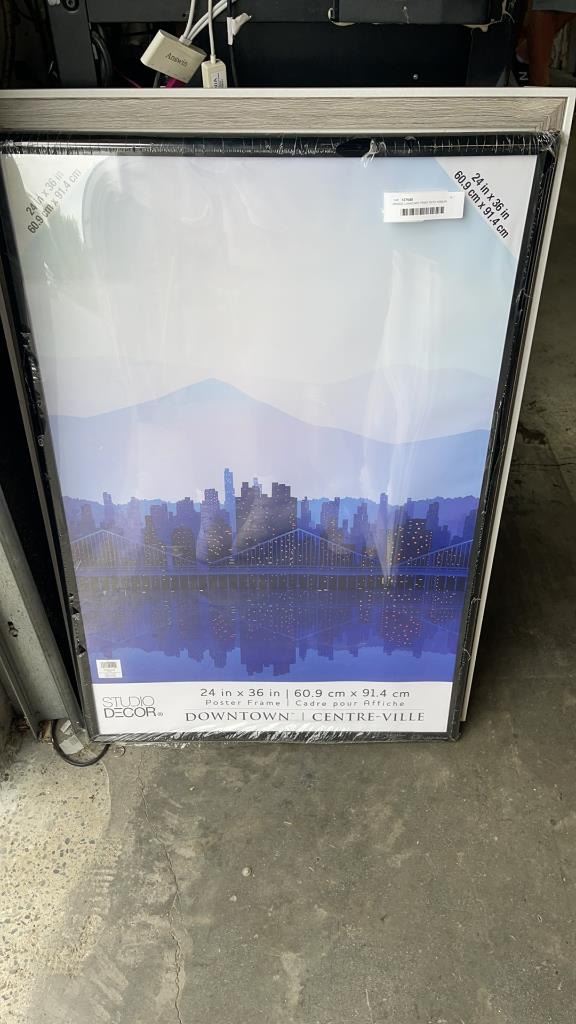 Anpwin
24 in x 36 in
60.9 cm x 91.4 cm
24 in x 36 in
60.9 cm x 91.4 cm
STUDIO
DECOR®
24 in x 36 in | 60.9 cm x 91.4 cm
Poster Frame | Cadre pour Affiche
DOWNTOWN™ | CENTRE-VILLE